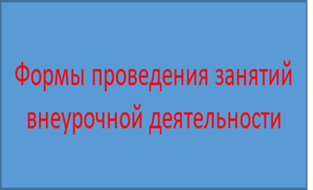 Формы проведения занятий
внеурочной деятельности